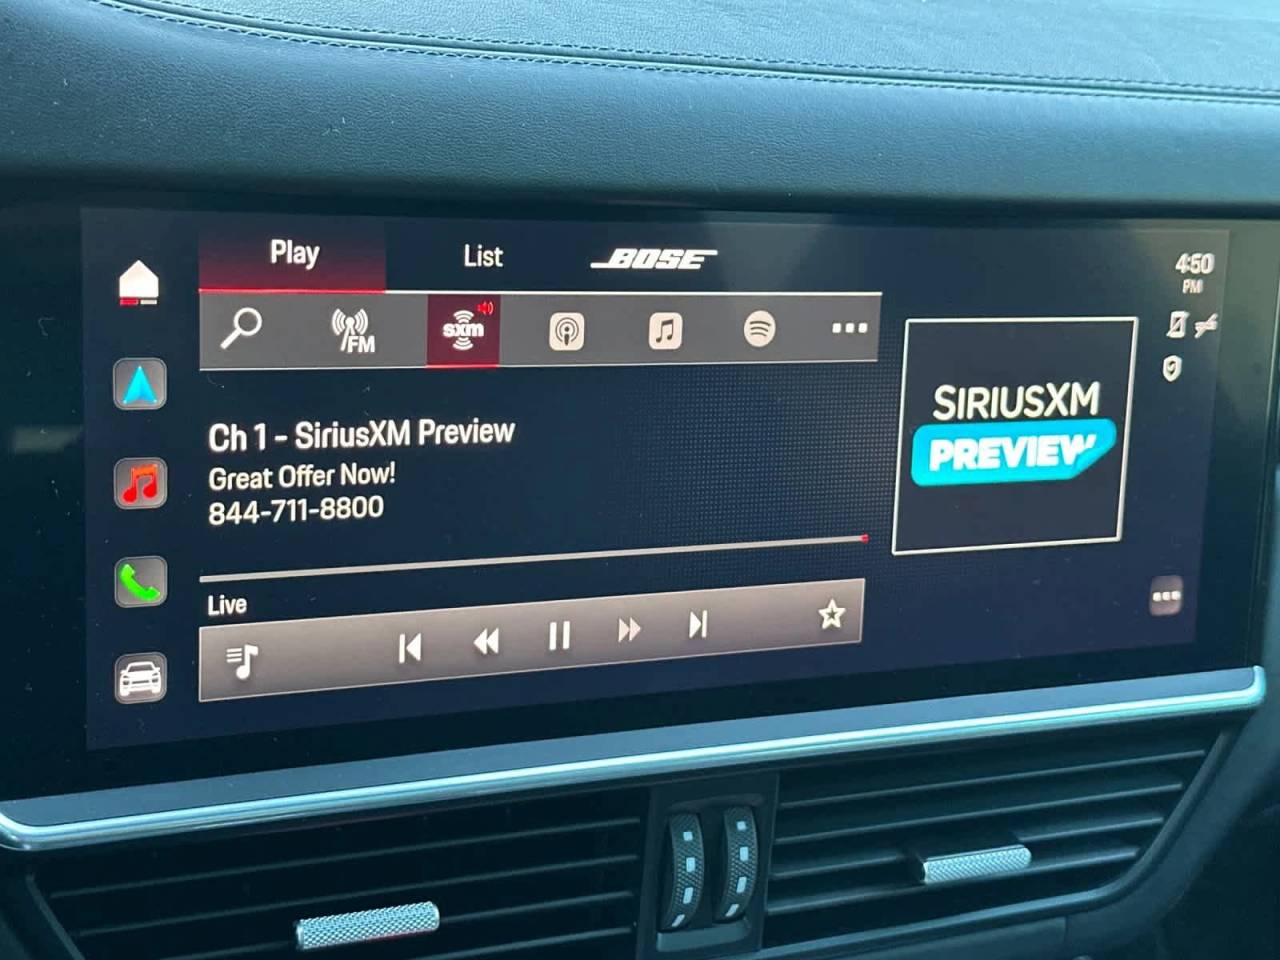 Play
List
BOSE
4:50
PM
FM
sxm
SIRIUSXM
PREVIEW
Ch 1 - SiriusXM Preview
Great Offer Now!
844-711-8800
Live